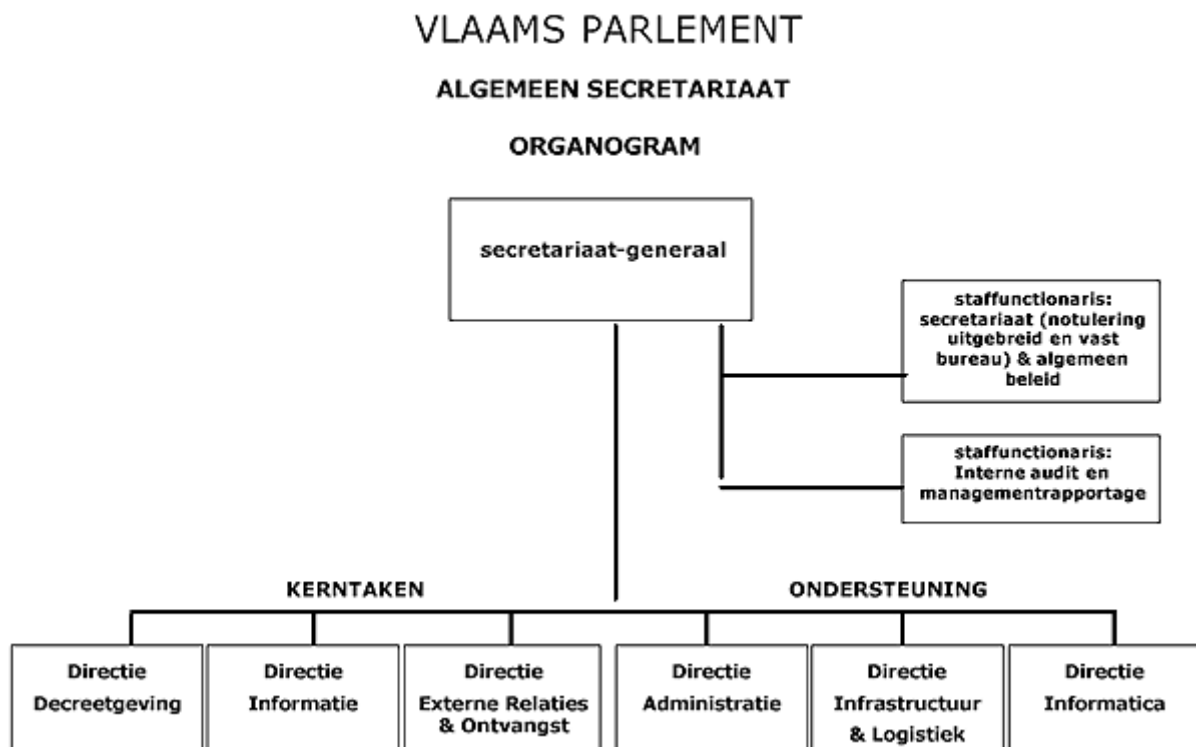 VLAAMS PARLEMENT
ALGEMEEN SECRETARIAAT
ORGANOGRAM
secretariaat-generaal
staffunctionaris:
secretariaat (notulering
uitgebreid en vast
bureau) & algemeen
beleid
staffunctionaris:
Interne audit en
managementrapportage
KERNTAKEN
ONDERSTEUNING
Directie
Decreetgeving
Directie
Informatie
Directie
Externe Relaties
& Ontvangst
Directie
Administratie
Directie
Infrastructuur
& Logistiek
Directie
Informatica